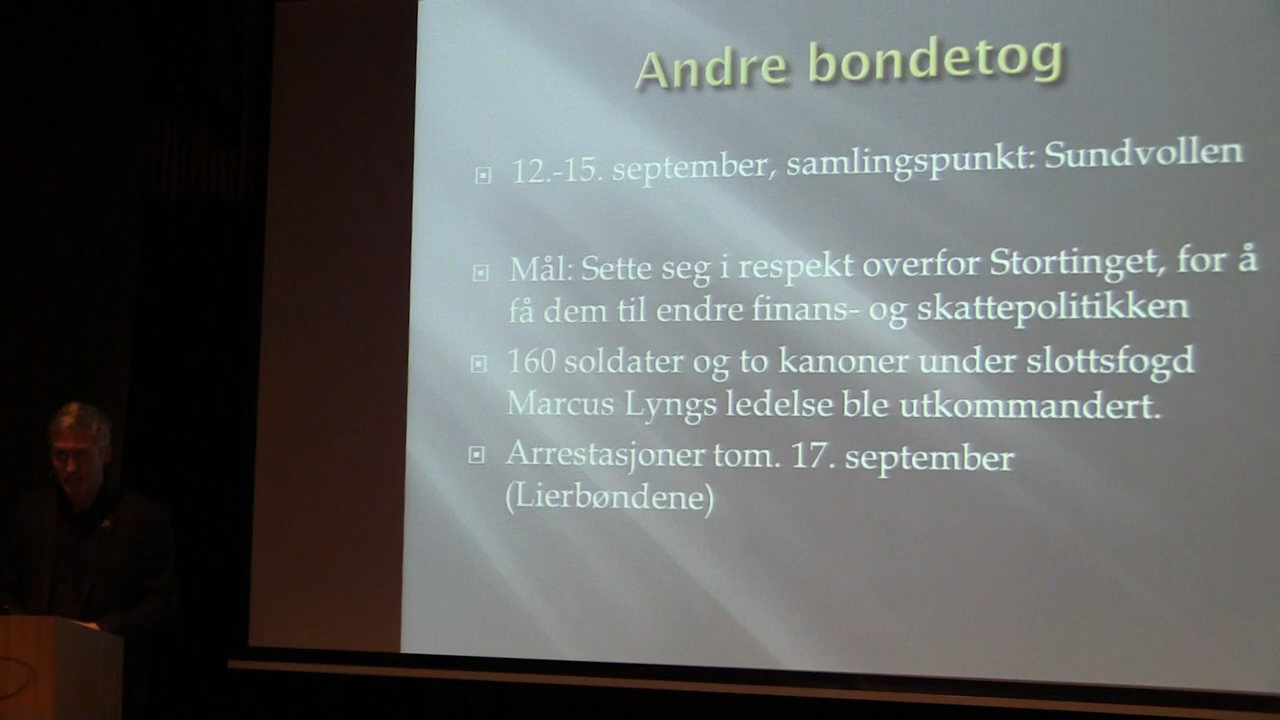 Andre bondetog
12.-15. september, samlingspunkt: Sundvollen
Mål: Sette seg i respekt overfor Stortinget, for å
få dem til endre finans- og skattepolitikken
160 soldater og to kanoner under slottsfogd
Marcus Lyngs ledelse ble utkommandert.
Arrestasjoner tom. 17. september
(Lierbøndene)